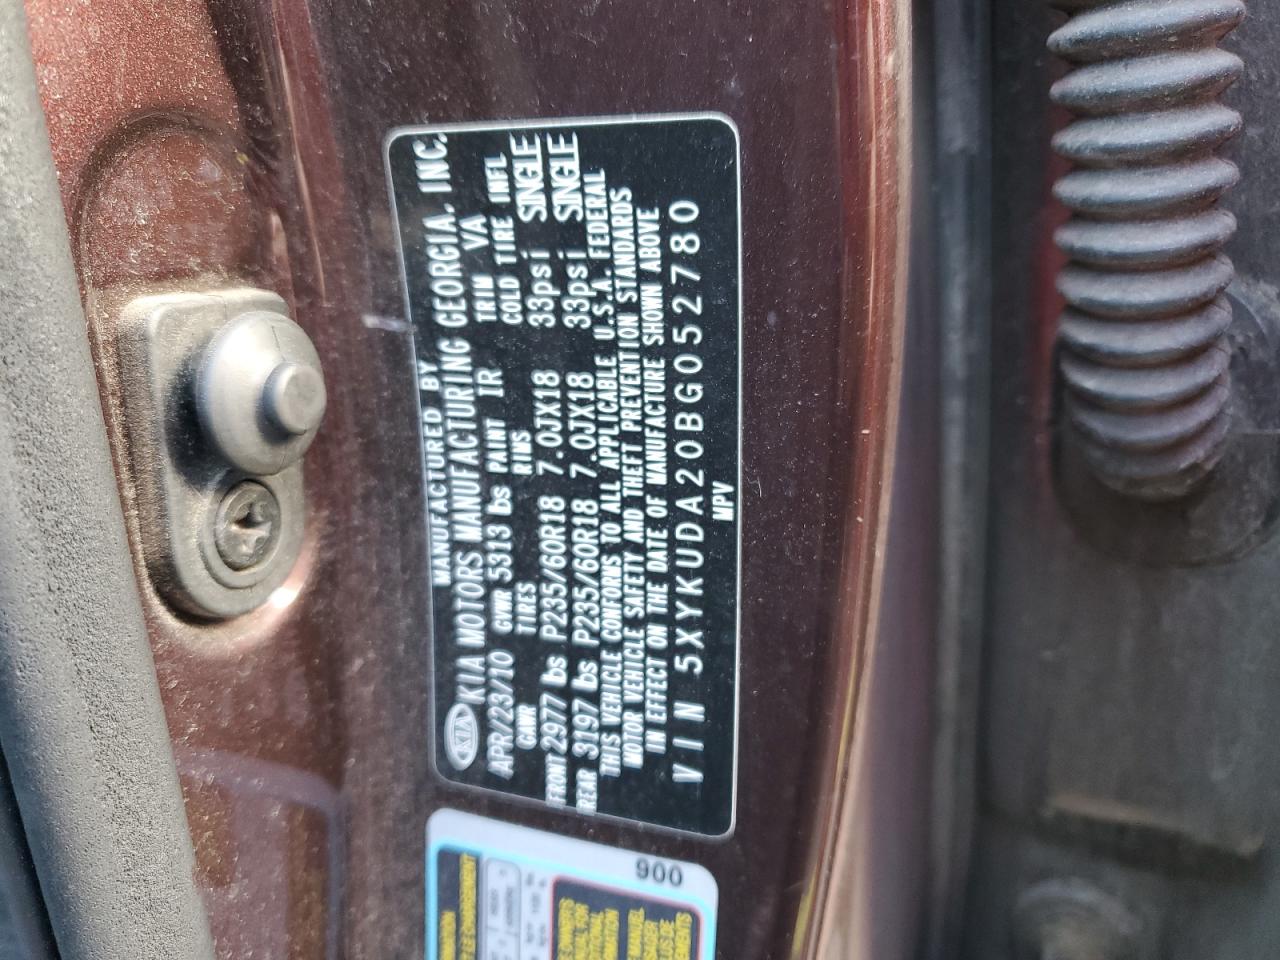 MANUFACTURED BY
KIA KIA MOTORS MANUFACTURING GEORGIA, INC.
APR/23/10 GVWR 5313 lbs PAINT IR TRIM VA
GAWR TIRES RIMS COLD TIRE INFL
FRONT 2977 lbs P235/60R18 7.0JX18 33psi SINGLE
REAR 3197 lbs P235/60R18 7.0JX18 33psi SINGLE
THIS VEHICLE CONFORMS TO ALL APPLICABLE U.S.A. FEDERAL
MOTOR VEHICLE SAFETY AND THEFT PREVENTION STANDARDS
IN EFFECT ON THE DATE OF MANUFACTURE SHOWN ABOVE
VIN 5XYKUDA20BG052780
MPV
900